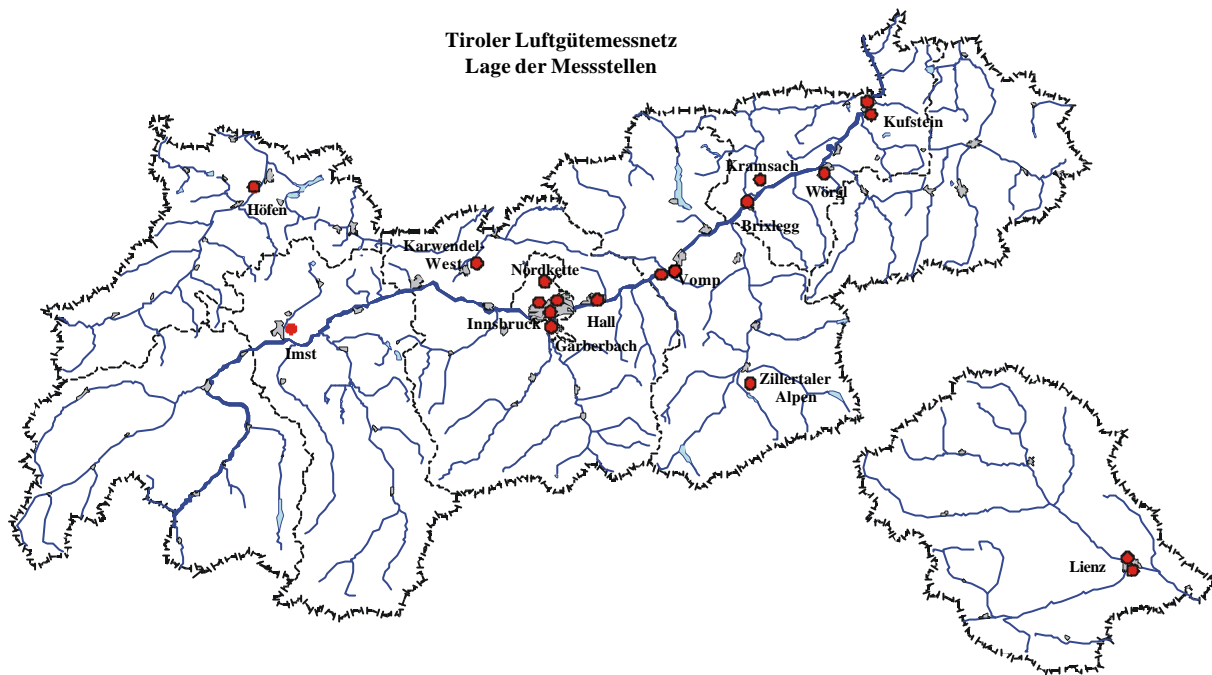 Tiroler Luftgütemessnetz
Lage der Messstellen
Kufstein
Kramsach
Wörgl
Höfen
Brixlegg
Karwendel-
West
Nordkette
Vomp
Innsbruck
Hall
Gärberbach
Imst
Zillertaler
Alpen
Lienz